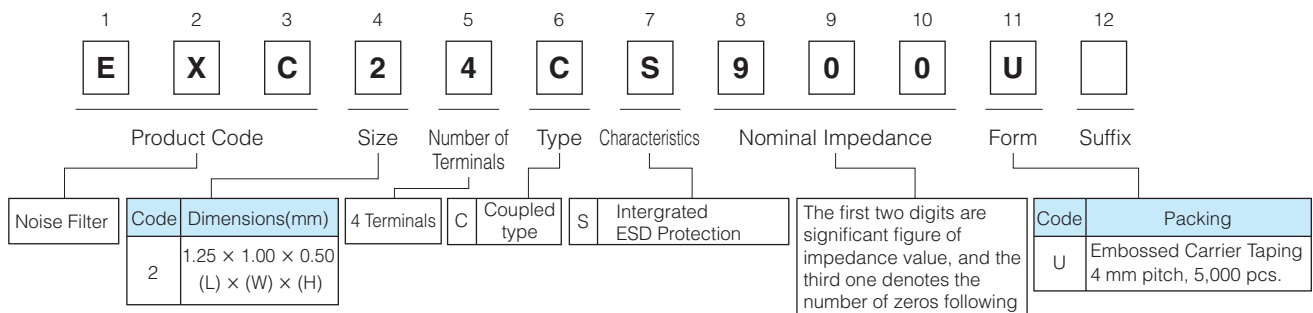 1 2 3 4 5 6 7 8 9 10 11 12
E X C 2 4 C S 9 0 0 U
Product Code
Size
Number of
Terminals
Type
Characteristics
Nominal Impedance
Form
Suffix
Noise Filter
Code Dimensions(mm)
2 1.25 × 1.00 × 0.50
(L) × (W) × (H)
4 Terminals
C Coupled
type
S Intergrated
ESD Protection
The first two digits are
significant figure of
impedance value, and the
third one denotes the
number of zeros following
Code Packing
U Embossed Carrier Taping
4 mm pitch, 5,000 pcs.